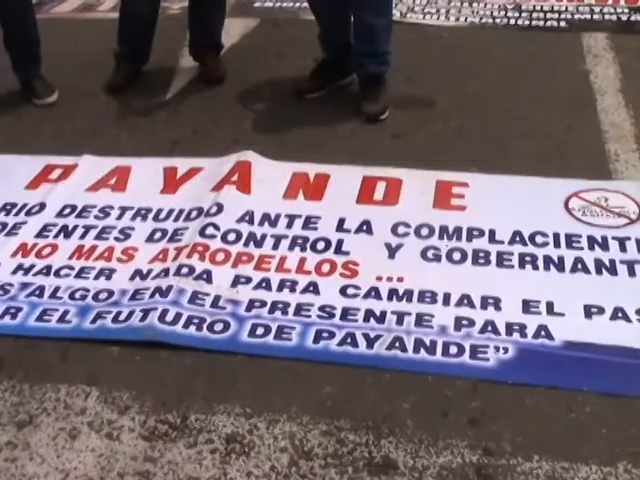 PAYANDE
RIO DESTRUIDO ANTE LA COMPLACIENT
DE ENTES DE CONTROL Y GOBERNANT
NO MAS ATROPELLOS ...
HACER NADA PARA CAMBIAR EL PAS
S ALGO EN EL PRESENTE PARA
R EL FUTURO DE PAYANDE”